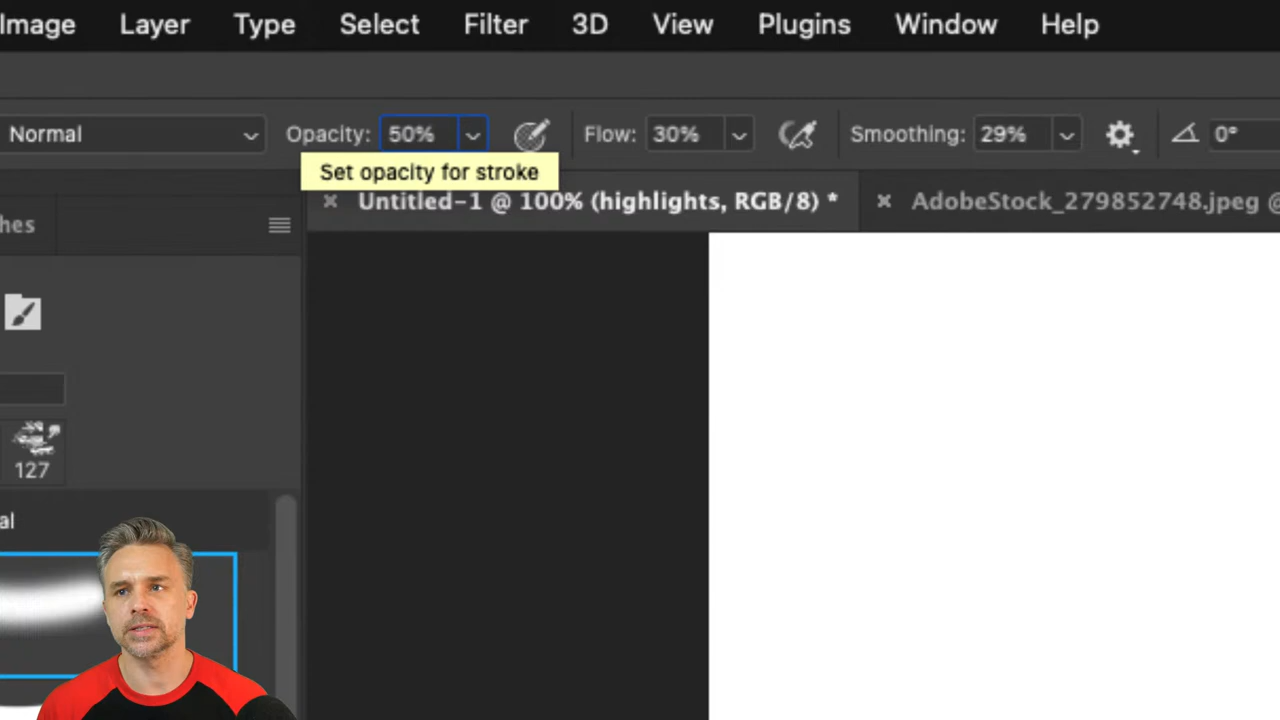 Image Layer Type Select Filter 3D View Plugins Window Help
Normal Opacity: 50% Flow: 30% Smoothing: 29% 0°
Set opacity for stroke
Untitled-1 @ 100% (highlights, RGB/8) * AdobeStock_279852748.jpeg @
hes
127
al